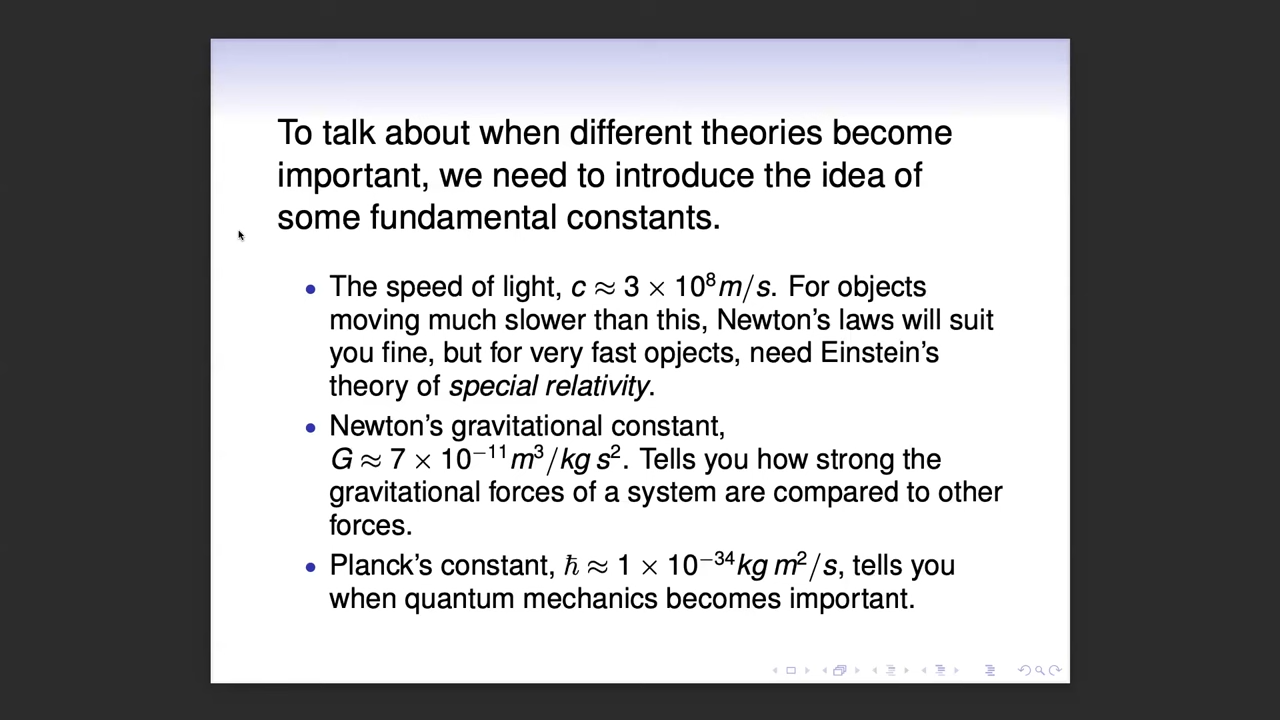 To talk about when different theories become
important, we need to introduce the idea of
some fundamental constants.
• The speed of light, c ≈ 3 × 10⁸m/s. For objects
moving much slower than this, Newton's laws will suit
you fine, but for very fast opjects, need Einstein's
theory of special relativity.
• Newton's gravitational constant,
G ≈ 7 × 10⁻¹¹m³/kg s². Tells you how strong the
gravitational forces of a system are compared to other
forces.
• Planck's constant, ℏ ≈ 1 × 10⁻³⁴kg m²/s, tells you
when quantum mechanics becomes important.